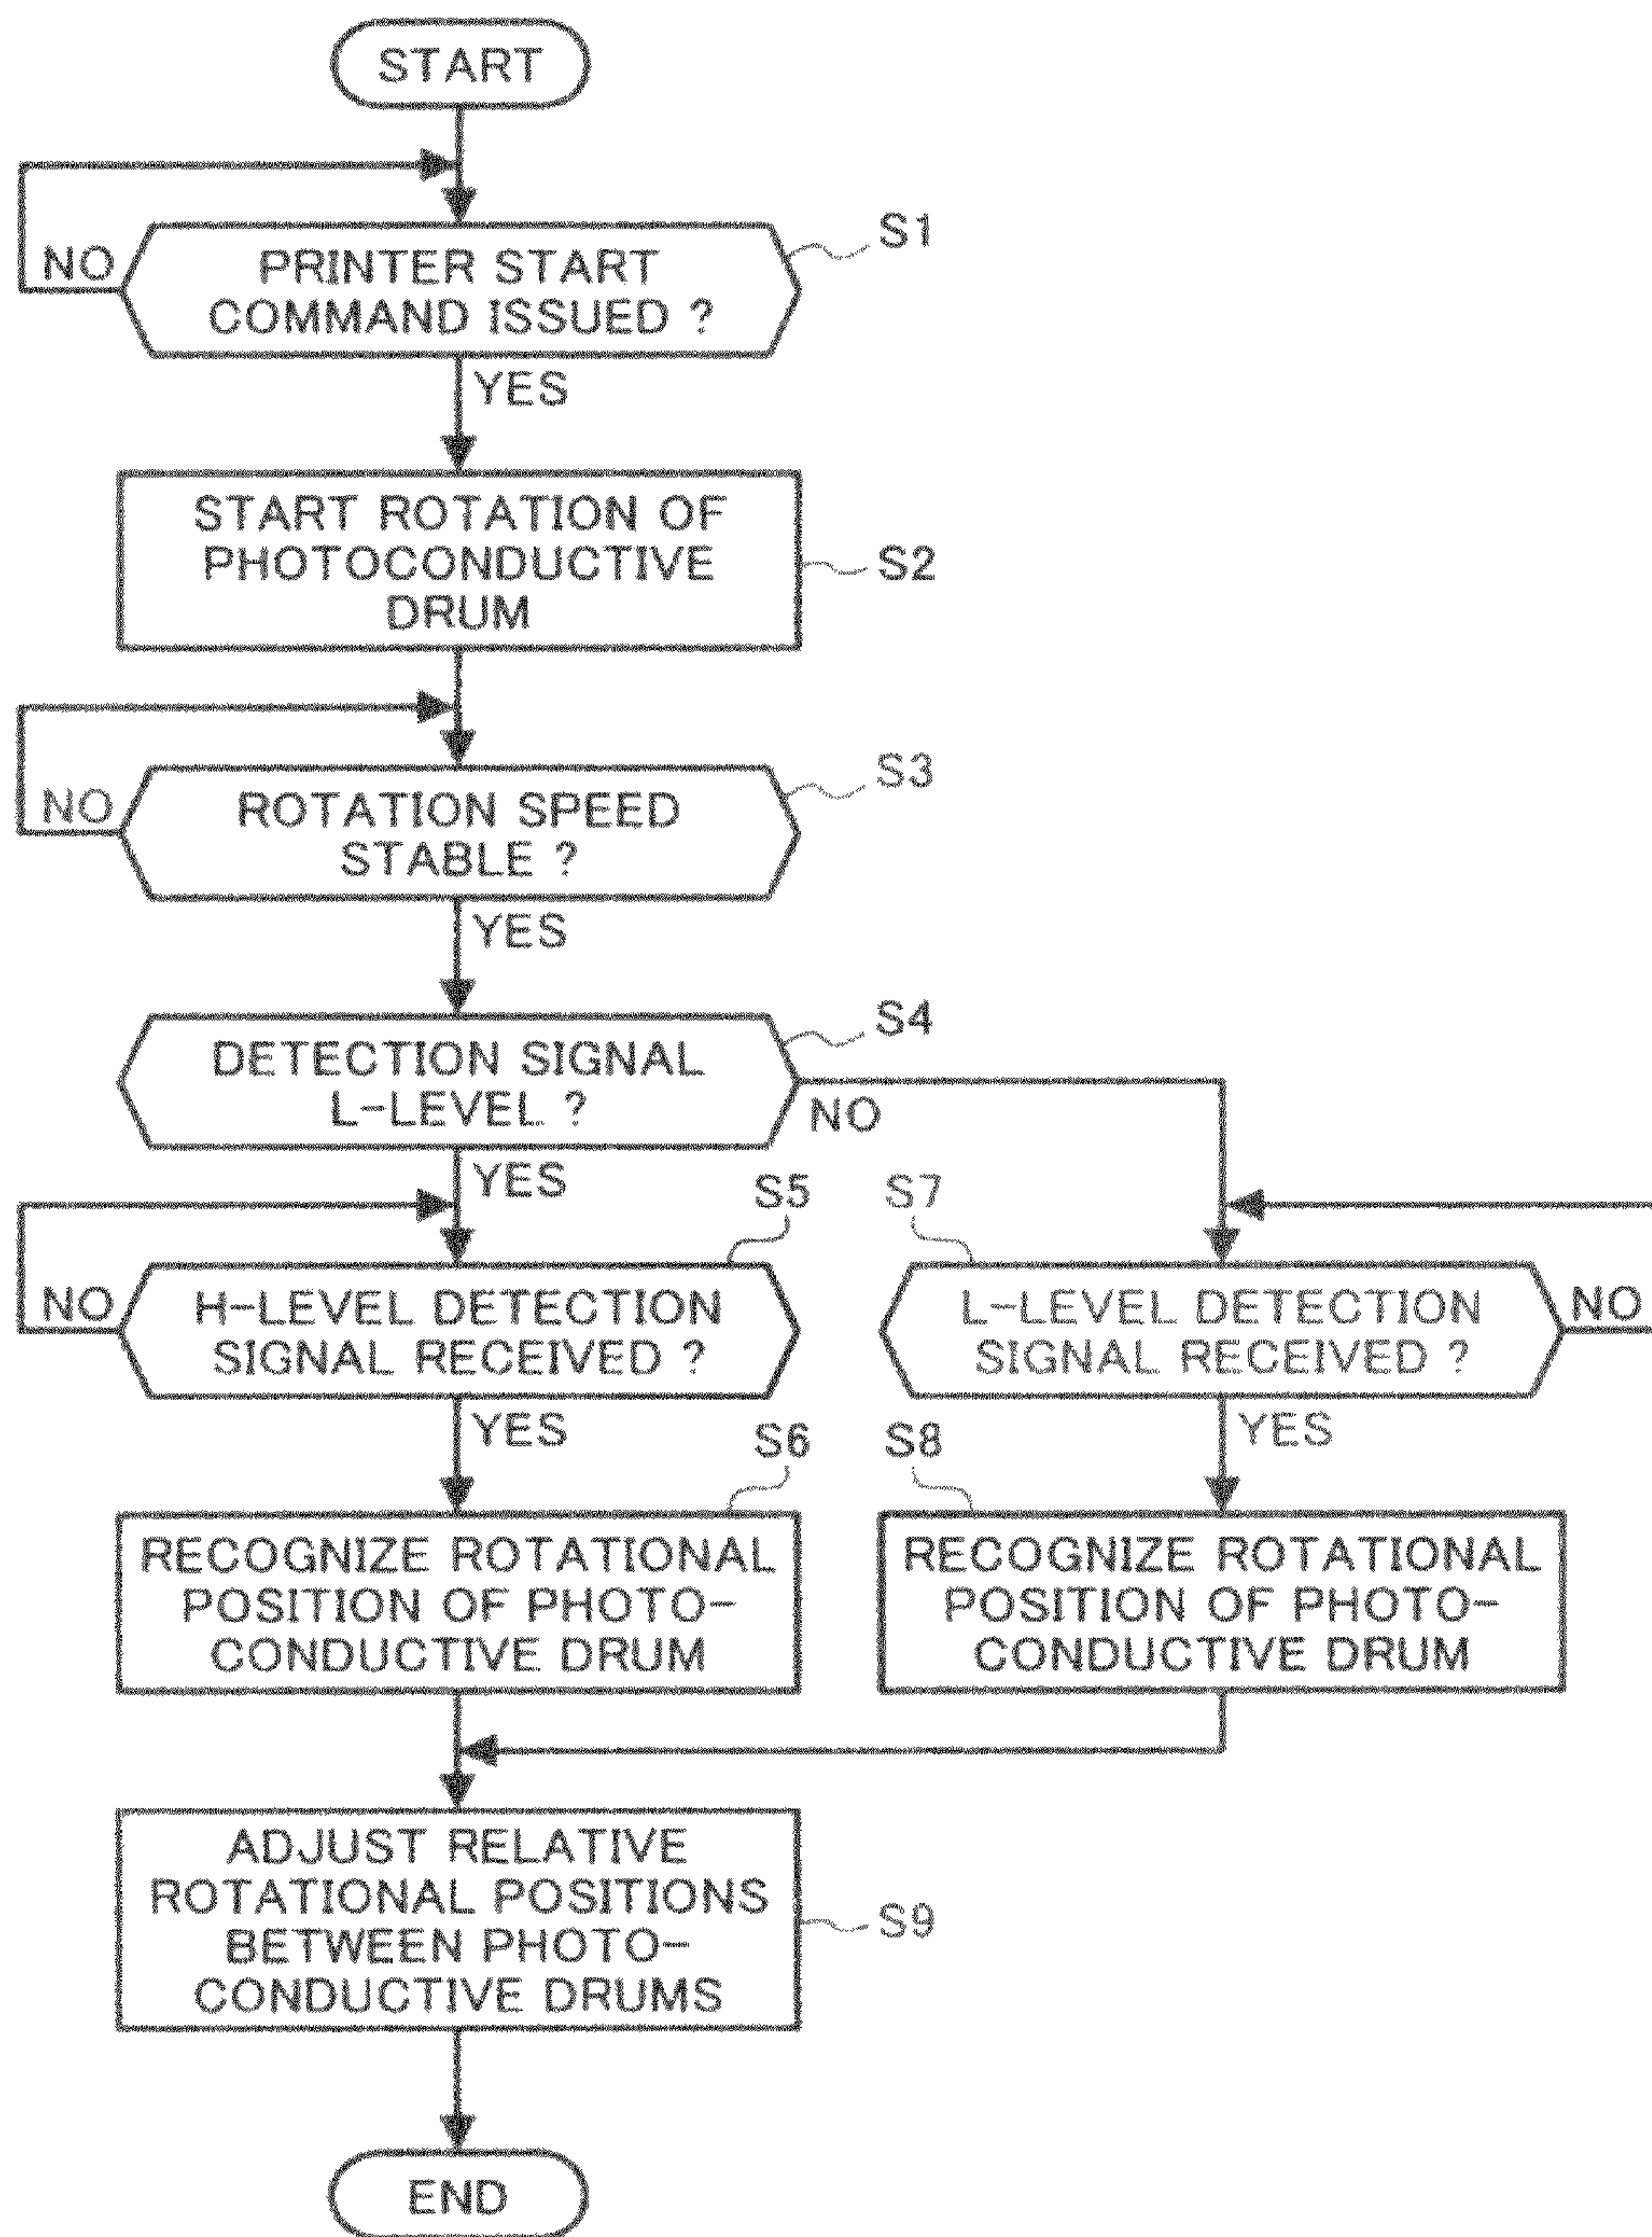 START
S1
NO
PRINTER START
COMMAND ISSUED ?
YES
START ROTATION OF
PHOTOCONDUCTIVE
DRUM
S2
S3
NO
ROTATION SPEED
STABLE ?
YES
S4
DETECTION SIGNAL
L-LEVEL ?
NO
YES
S5
S7
NO
H-LEVEL DETECTION
SIGNAL RECEIVED ?
L-LEVEL DETECTION
SIGNAL RECEIVED ?
NO
YES
YES
S6
S8
RECOGNIZE ROTATIONAL
POSITION OF PHOTO-
CONDUCTIVE DRUM
RECOGNIZE ROTATIONAL
POSITION OF PHOTO-
CONDUCTIVE DRUM
ADJUST RELATIVE
ROTATIONAL POSITIONS
BETWEEN PHOTO-
CONDUCTIVE DRUMS
S9
END